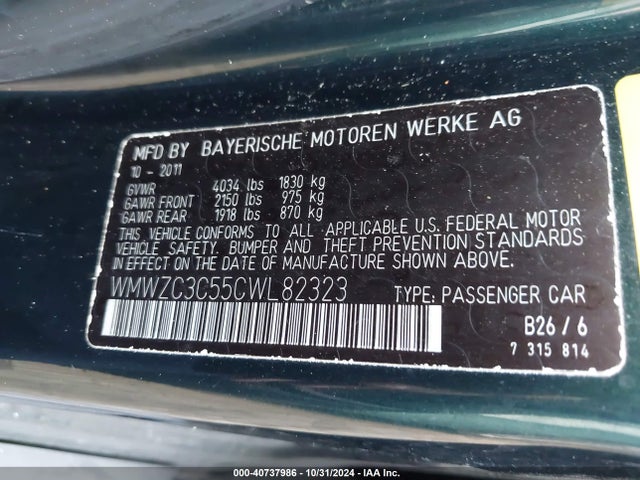 MFD BY BAYERISCHE MOTOREN WERKE AG
10 - 2011
GVWR 4034 lbs 1830 kg
GAWR FRONT 2150 lbs 975 kg
GAWR REAR 1918 lbs 870 kg
THIS VEHICLE CONFORMS TO ALL APPLICABLE U.S. FEDERAL MOTOR
VEHICLE SAFETY, BUMPER AND THEFT PREVENTION STANDARDS
IN EFFECT ON THE DATE OF MANUFACTURE SHOWN ABOVE.
WMWZC3C55CWL82323 TYPE: PASSENGER CAR
B26 / 6
7 315 814
000-40737986 - 10/31/2024 - IAA Inc.